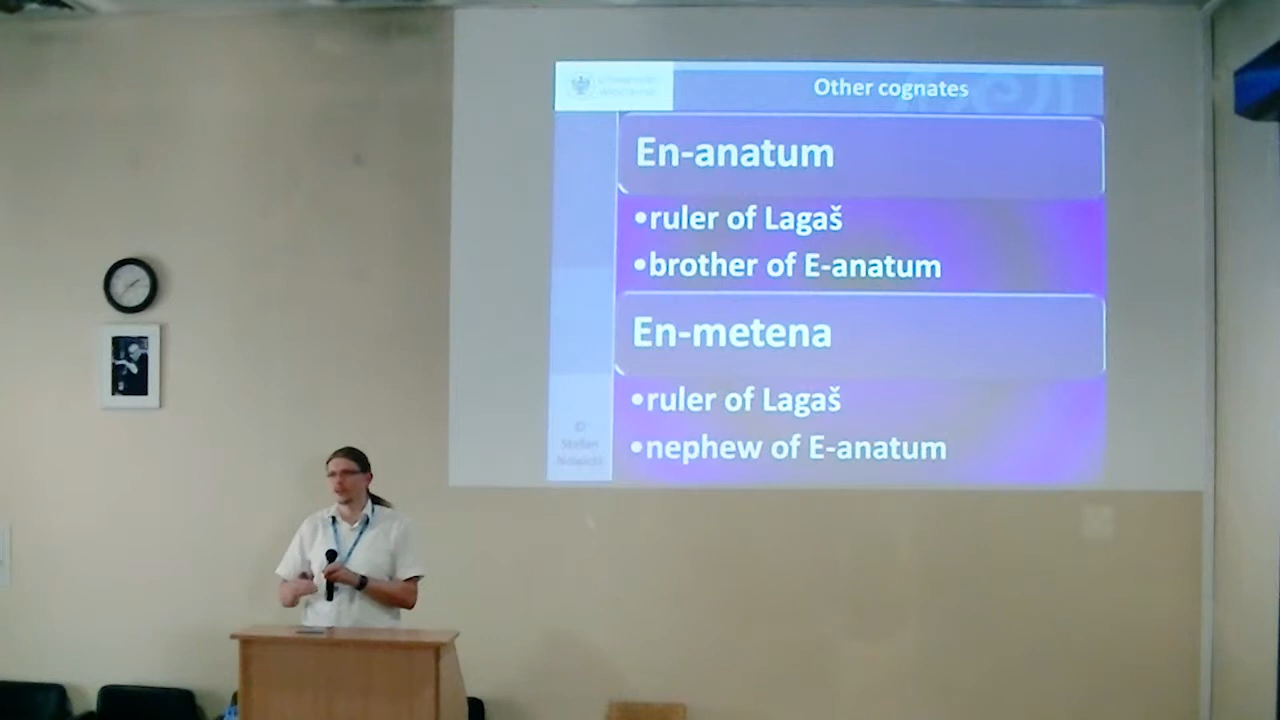 Other cognates
En-anatum
•ruler of Lagaš
•brother of E-anatum
En-metena
•ruler of Lagaš
•nephew of E-anatum
©
Stefan
Nowicki